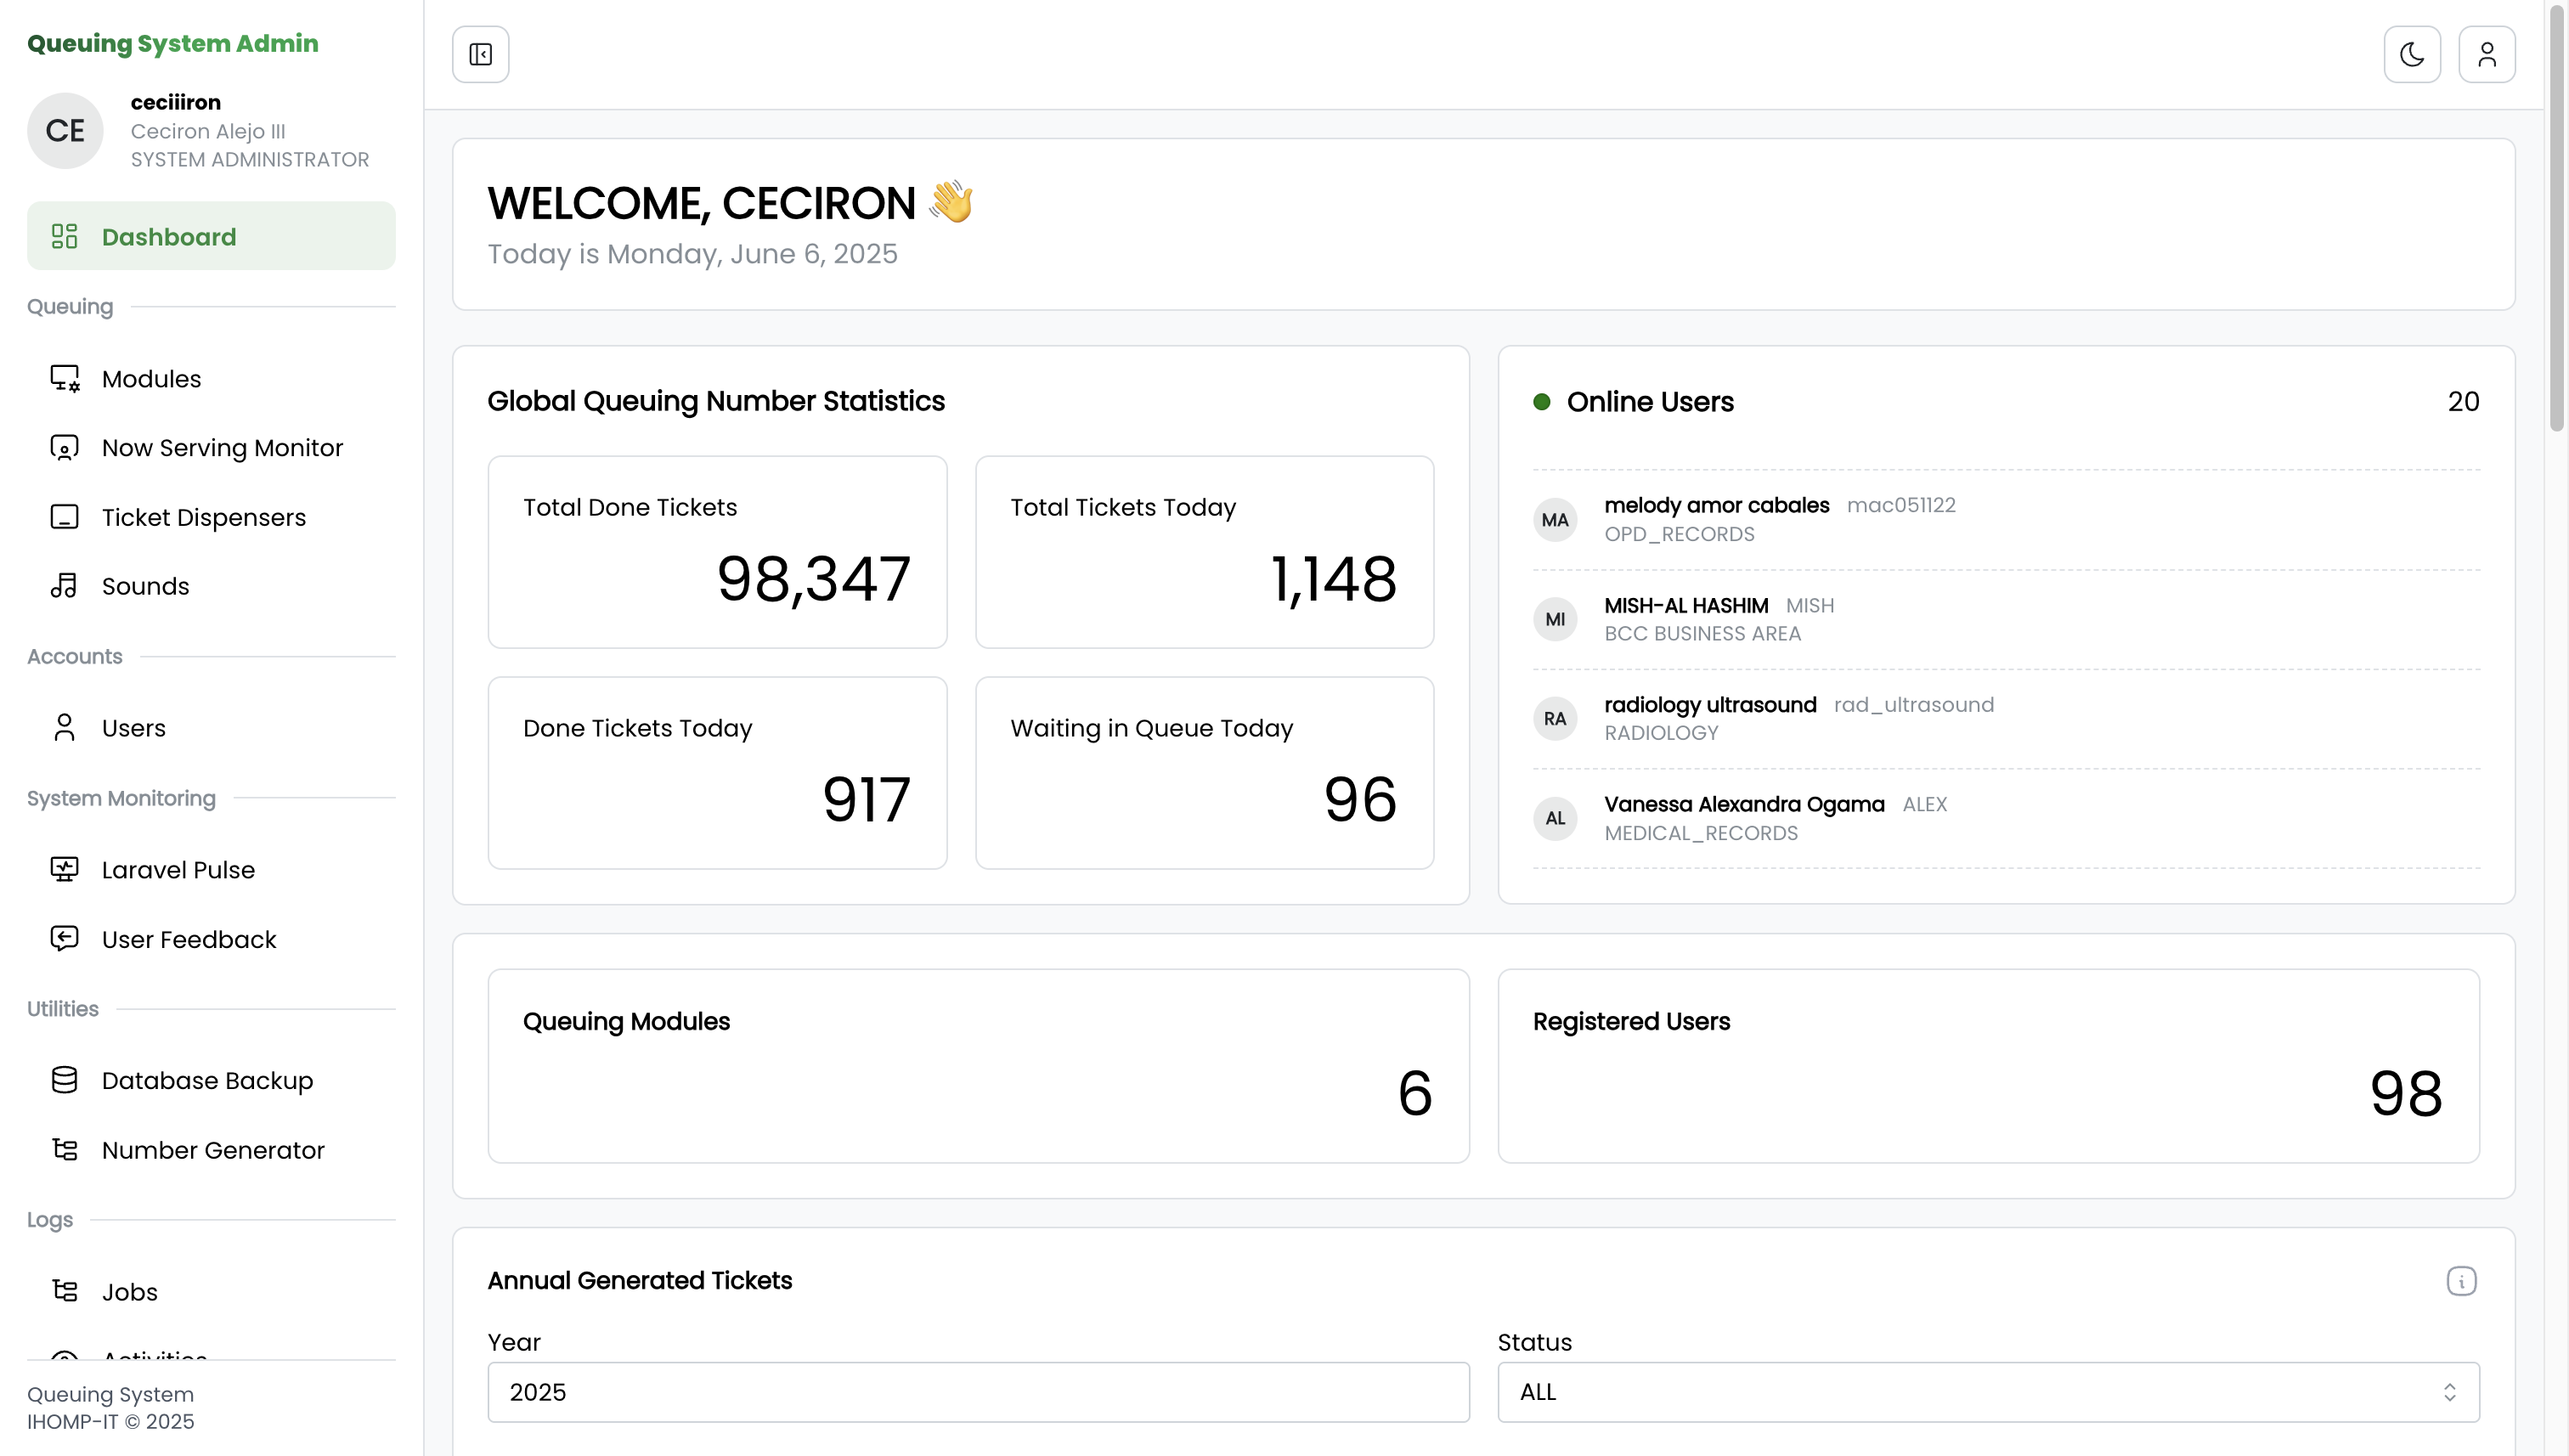 Queuing System Admin
CE
ceciiiron
Ceciron Alejo III
SYSTEM ADMINISTRATOR
Dashboard
Queuing
Modules
Now Serving Monitor
Ticket Dispensers
Sounds
Accounts
Users
System Monitoring
Laravel Pulse
User Feedback
Utilities
Database Backup
Number Generator
Logs
Jobs
Activities
Queuing System
IHOMP-IT © 2025
WELCOME, CECIRON 👋
Today is Monday, June 6, 2025
Global Queuing Number Statistics
Total Done Tickets
98,347
Total Tickets Today
1,148
Done Tickets Today
917
Waiting in Queue Today
96
Online Users 20
MA
melody amor cabales mac051122
OPD_RECORDS
MI
MISH-AL HASHIM MISH
BCC BUSINESS AREA
RA
radiology ultrasound rad_ultrasound
RADIOLOGY
AL
Vanessa Alexandra Ogama ALEX
MEDICAL_RECORDS
Queuing Modules
6
Registered Users
98
Annual Generated Tickets
Year
2025
Status
ALL